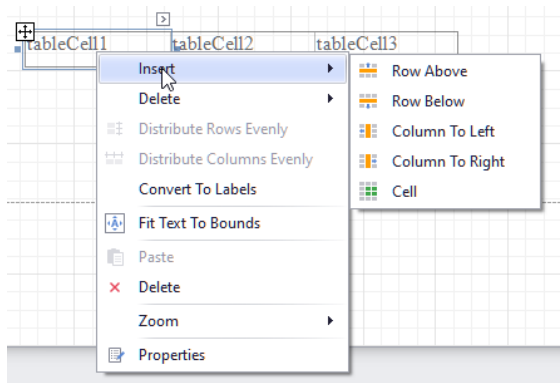 tableCell1 tableCell2 tableCell3
Insert
Delete
Distribute Rows Evenly
Distribute Columns Evenly
Convert To Labels
Fit Text To Bounds
Paste
Delete
Zoom
Properties
Row Above
Row Below
Column To Left
Column To Right
Cell